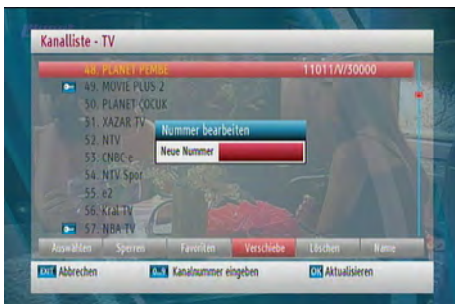 Kanalliste - TV
48. PLANET PEMBE 11011/V/30000
49. MOVIE PLUS 2
50. PLANET ÇOCUK
51. XAZAR TV
52. NTV
53. CNBC-e
54. NTV Spor
55. e2
56. Kral TV
57. NBA TV
Nummer bearbeiten
Neue Nummer
Auswählen Sperren Favoriten Verschiebe Löschen Name
EXIT Abbrechen 0...9 Kanalnummer eingeben OK Aktualisieren